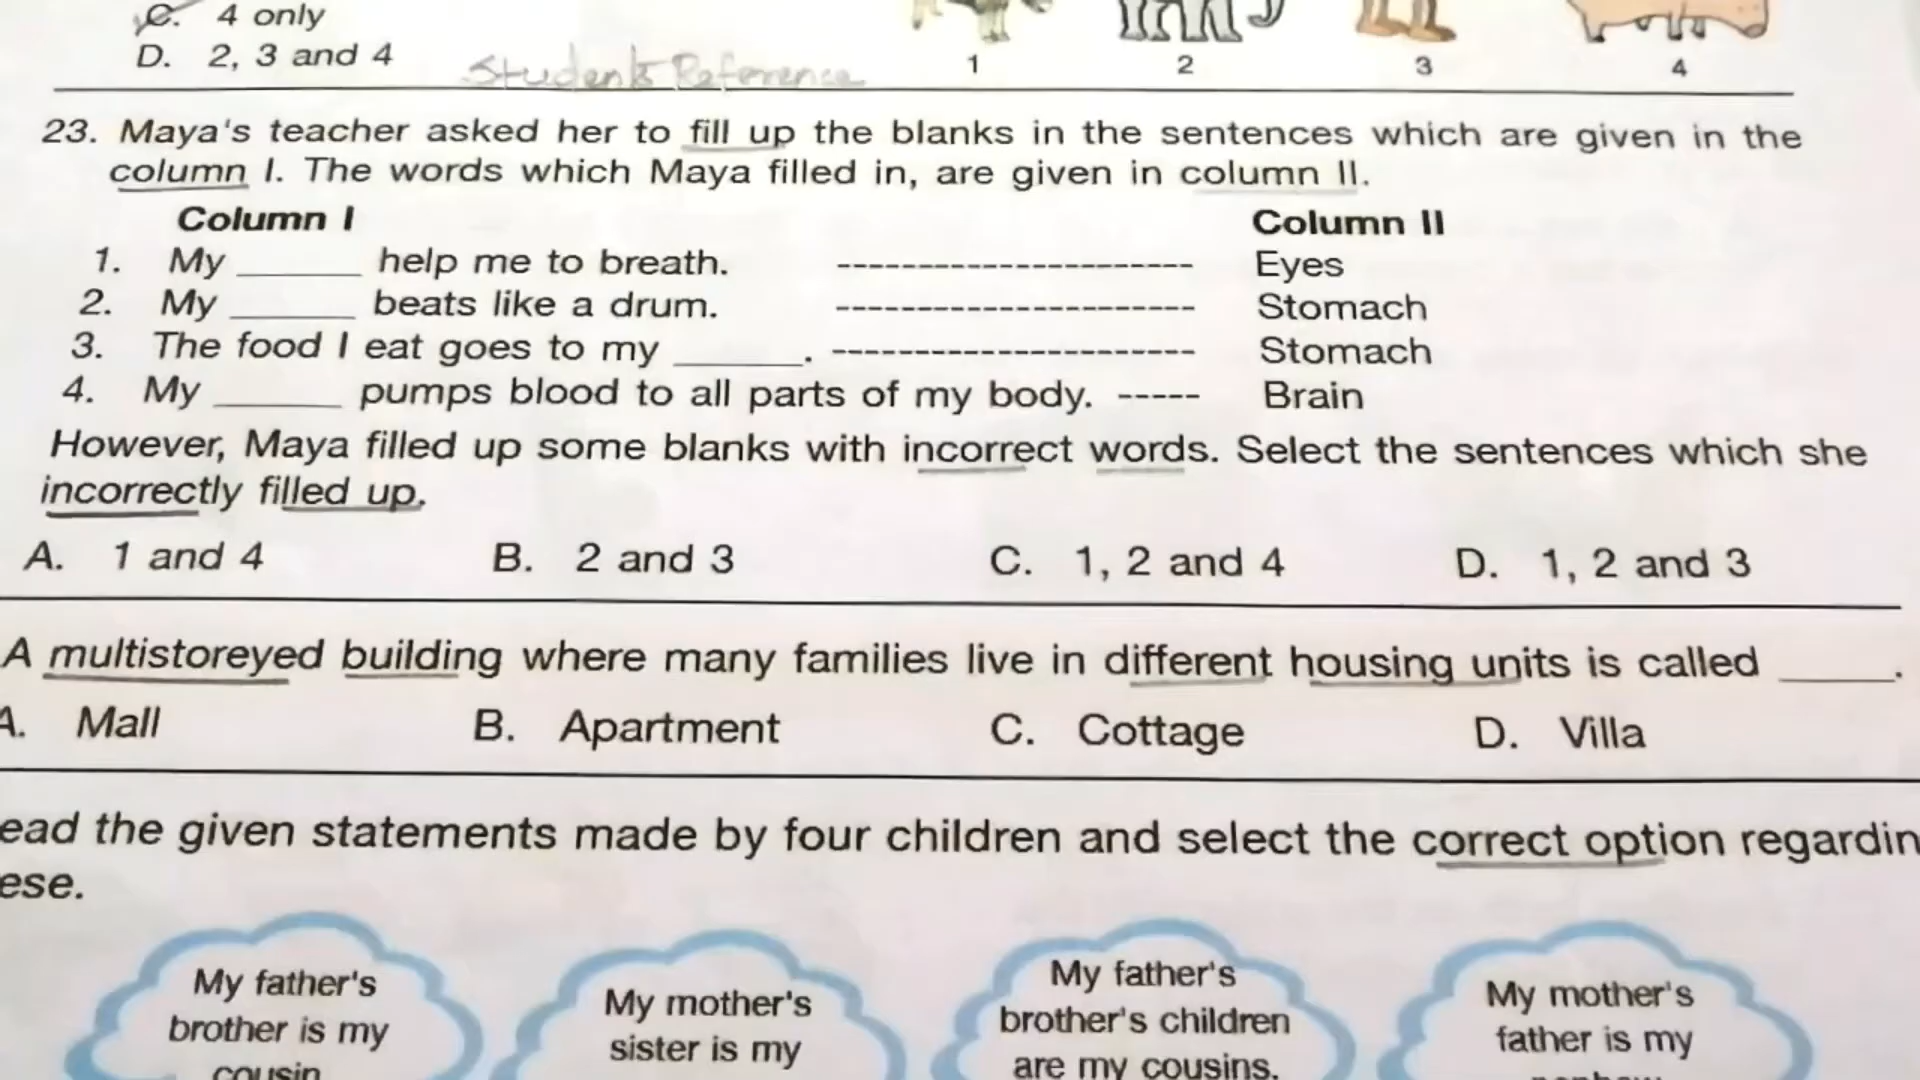 C. 4 only
D. 2, 3 and 4
Students Reference
1 2 3 4
23. Maya's teacher asked her to fill up the blanks in the sentences which are given in the
column I. The words which Maya filled in, are given in column II.
Column I Column II
1. My ______ help me to breath. ---------------------- Eyes
2. My ______ beats like a drum. ---------------------- Stomach
3. The food I eat goes to my ______. ---------------------- Stomach
4. My ______ pumps blood to all parts of my body. ----- Brain
However, Maya filled up some blanks with incorrect words. Select the sentences which she
incorrectly filled up.
A. 1 and 4 B. 2 and 3 C. 1, 2 and 4 D. 1, 2 and 3
A multistoreyed building where many families live in different housing units is called ______.
A. Mall B. Apartment C. Cottage D. Villa
ead the given statements made by four children and select the correct option regardin
ese.
My father's
brother is my
cousin
My mother's
sister is my
My father's
brother's children
are my cousins.
My mother's
father is my